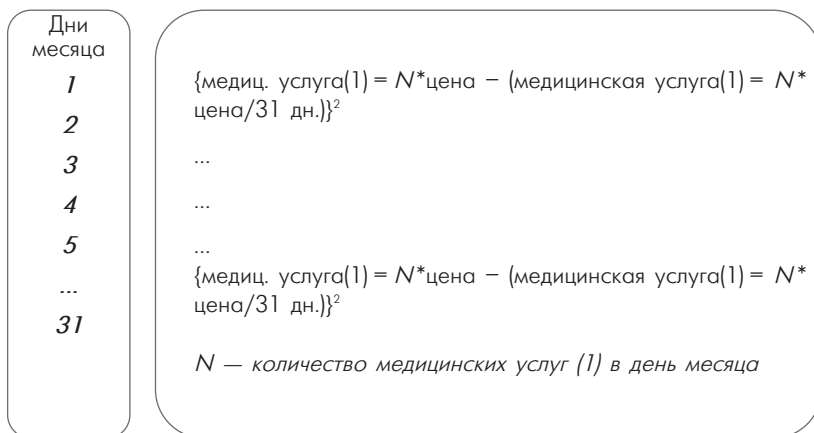 Дни
месяца
1
2
3
4
5
...
31
{медиц. услуга(1) = N*цена – (медицинская услуга(1) = N*
цена/31 дн.)}²
...
...
...
{медиц. услуга(1) = N*цена – (медицинская услуга(1) = N*
цена/31 дн.)}²
N — количество медицинских услуг (1) в день месяца